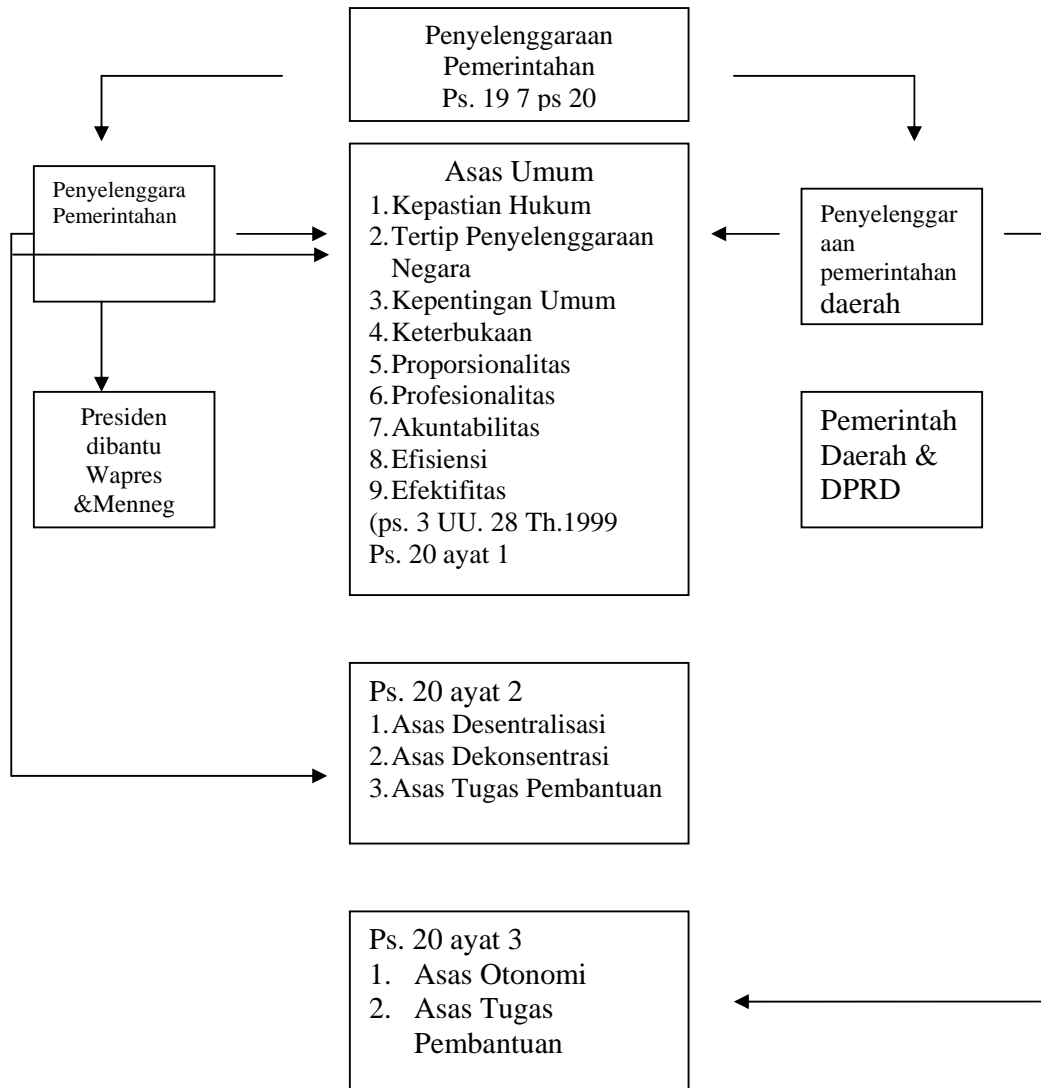 Penyelenggaraan
Pemerintahan
Ps. 19 7 ps 20
Penyelenggara
Pemerintahan
Asas Umum
1.Kepastian Hukum
2.Tertip Penyelenggaraan
Negara
3.Kepentingan Umum
4.Keterbukaan
5.Proporsionalitas
6.Profesionalitas
7.Akuntabilitas
8.Efisiensi
9.Efektifitas
(ps. 3 UU. 28 Th.1999
Ps. 20 ayat 1
Penyelenggar
aan
pemerintahan
daerah
Presiden
dibantu
Wapres
&Menneg
Pemerintah
Daerah &
DPRD
Ps. 20 ayat 2
1.Asas Desentralisasi
2.Asas Dekonsentrasi
3.Asas Tugas Pembantuan
Ps. 20 ayat 3
1. Asas Otonomi
2. Asas Tugas
Pembantuan